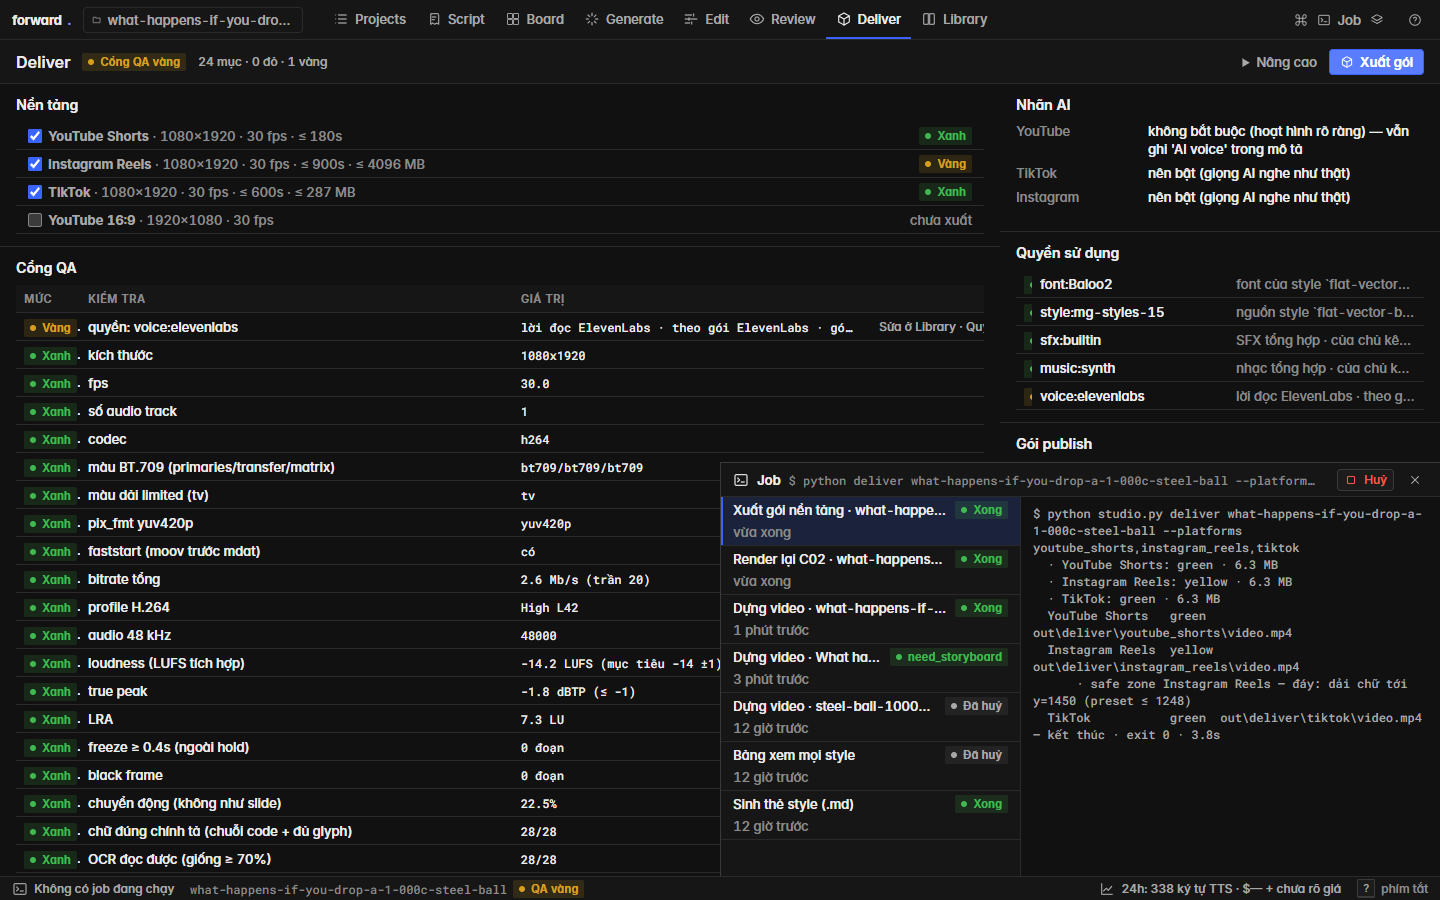 forward . what-happens-if-you-dro... Projects Script Board Generate Edit Review Deliver Library Job
Deliver Cổng QA vàng 24 mục · 0 đỏ · 1 vàng Nâng cao Xuất gói
Nền tảng
YouTube Shorts · 1080×1920 · 30 fps · ≤ 180s Xanh
Instagram Reels · 1080×1920 · 30 fps · ≤ 900s · ≤ 4096 MB Vàng
TikTok · 1080×1920 · 30 fps · ≤ 600s · ≤ 287 MB Xanh
YouTube 16:9 · 1920×1080 · 30 fps chưa xuất
Cổng QA
MỨC KIỂM TRA GIÁ TRỊ
Vàng . quyền: voice:elevenlabs lời đọc ElevenLabs · theo gói ElevenLabs · gó… Sửa ở Library · Quy
Xanh . kích thước 1080x1920
Xanh . fps 30.0
Xanh . số audio track 1
Xanh . codec h264
Xanh . màu BT.709 (primaries/transfer/matrix) bt709/bt709/bt709
Xanh . màu dải limited (tv) tv
Xanh . pix_fmt yuv420p yuv420p
Xanh . faststart (moov trước mdat) có
Xanh . bitrate tổng 2.6 Mb/s (trần 20)
Xanh . profile H.264 High L42
Xanh . audio 48 kHz 48000
Xanh . loudness (LUFS tích hợp) -14.2 LUFS (mục tiêu -14 ±1)
Xanh . true peak -1.8 dBTP (≤ -1)
Xanh . LRA 7.3 LU
Xanh . freeze ≥ 0.4s (ngoài hold) 0 đoạn
Xanh . black frame 0 đoạn
Xanh . chuyển động (không như slide) 22.5%
Xanh . chữ đúng chính tả (chuỗi code + đủ glyph) 28/28
Xanh . OCR đọc được (giống ≥ 70%) 28/28
Nhãn AI
YouTube không bắt buộc (hoạt hình rõ ràng) — vẫn
ghi 'AI voice' trong mô tả
TikTok nên bật (giọng AI nghe như thật)
Instagram nên bật (giọng AI nghe như thật)
Quyền sử dụng
font:Baloo2 font của style `flat-vector...
style:mg-styles-15 nguồn style `flat-vector-b...
sfx:builtin SFX tổng hợp · của chủ kê...
music:synth nhạc tổng hợp · của chủ k...
voice:elevenlabs lời đọc ElevenLabs · theo g...
Gói publish
Job $ python deliver what-happens-if-you-drop-a-1-000c-steel-ball --platform… Huỷ
Xuất gói nền tảng · what-happe... Xong
vừa xong
Render lại C02 · what-happens... Xong
vừa xong
Dựng video · what-happens-if-... Xong
1 phút trước
Dựng video · What ha... need_storyboard
3 phút trước
Dựng video · steel-ball-1000... Đã huỷ
12 giờ trước
Bảng xem mọi style Đã huỷ
12 giờ trước
Sinh thẻ style (.md) Xong
12 giờ trước
$ python studio.py deliver what-happens-if-you-drop-a-
1-000c-steel-ball --platforms
youtube_shorts,instagram_reels,tiktok
· YouTube Shorts: green · 6.3 MB
· Instagram Reels: yellow · 6.3 MB
· TikTok: green · 6.3 MB
YouTube Shorts green
out\deliver\youtube_shorts\video.mp4
Instagram Reels yellow
out\deliver\instagram_reels\video.mp4
· safe zone Instagram Reels — đáy: dải chữ tới
y=1450 (preset ≤ 1248)
TikTok green out\deliver\tiktok\video.mp4
— kết thúc · exit 0 · 3.8s
Không có job đang chạy what-happens-if-you-drop-a-1-000c-steel-ball QA vàng 24h: 338 ký tự TTS · $— + chưa rõ giá ? phím tắt